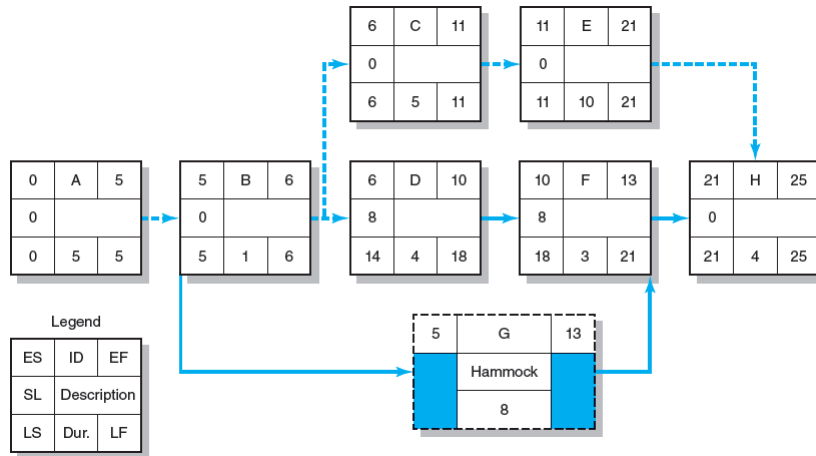 6 C 11
0
6 5 11
11 E 21
0
11 10 21
0 A 5
0
0 5 5
5 B 6
0
5 1 6
6 D 10
8
14 4 18
10 F 13
8
18 3 21
21 H 25
0
21 4 25
Legend
ES ID EF
SL Description
LS Dur. LF
5 G 13
Hammock
8